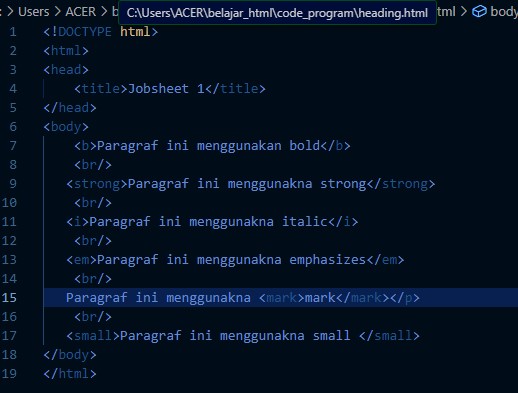 : > Users > ACER > b C:\Users\ACER\belajar_html\code_program\heading.html tml > body
1 <!DOCTYPE html>
2 <html>
3 <head>
4 <title>Jobsheet 1</title>
5 </head>
6 <body>
7 <b>Paragraf ini menggunakan bold</b>
8 <br/>
9 <strong>Paragraf ini menggunakna strong</strong>
10 <br/>
11 <i>Paragraf ini menggunakna italic</i>
12 <br/>
13 <em>Paragraf ini menggunakna emphasizes</em>
14 <br/>
15 Paragraf ini menggunakna <mark>mark</mark></p>
16 <br/>
17 <small>Paragraf ini menggunakna small </small>
18 </body>
19 </html>